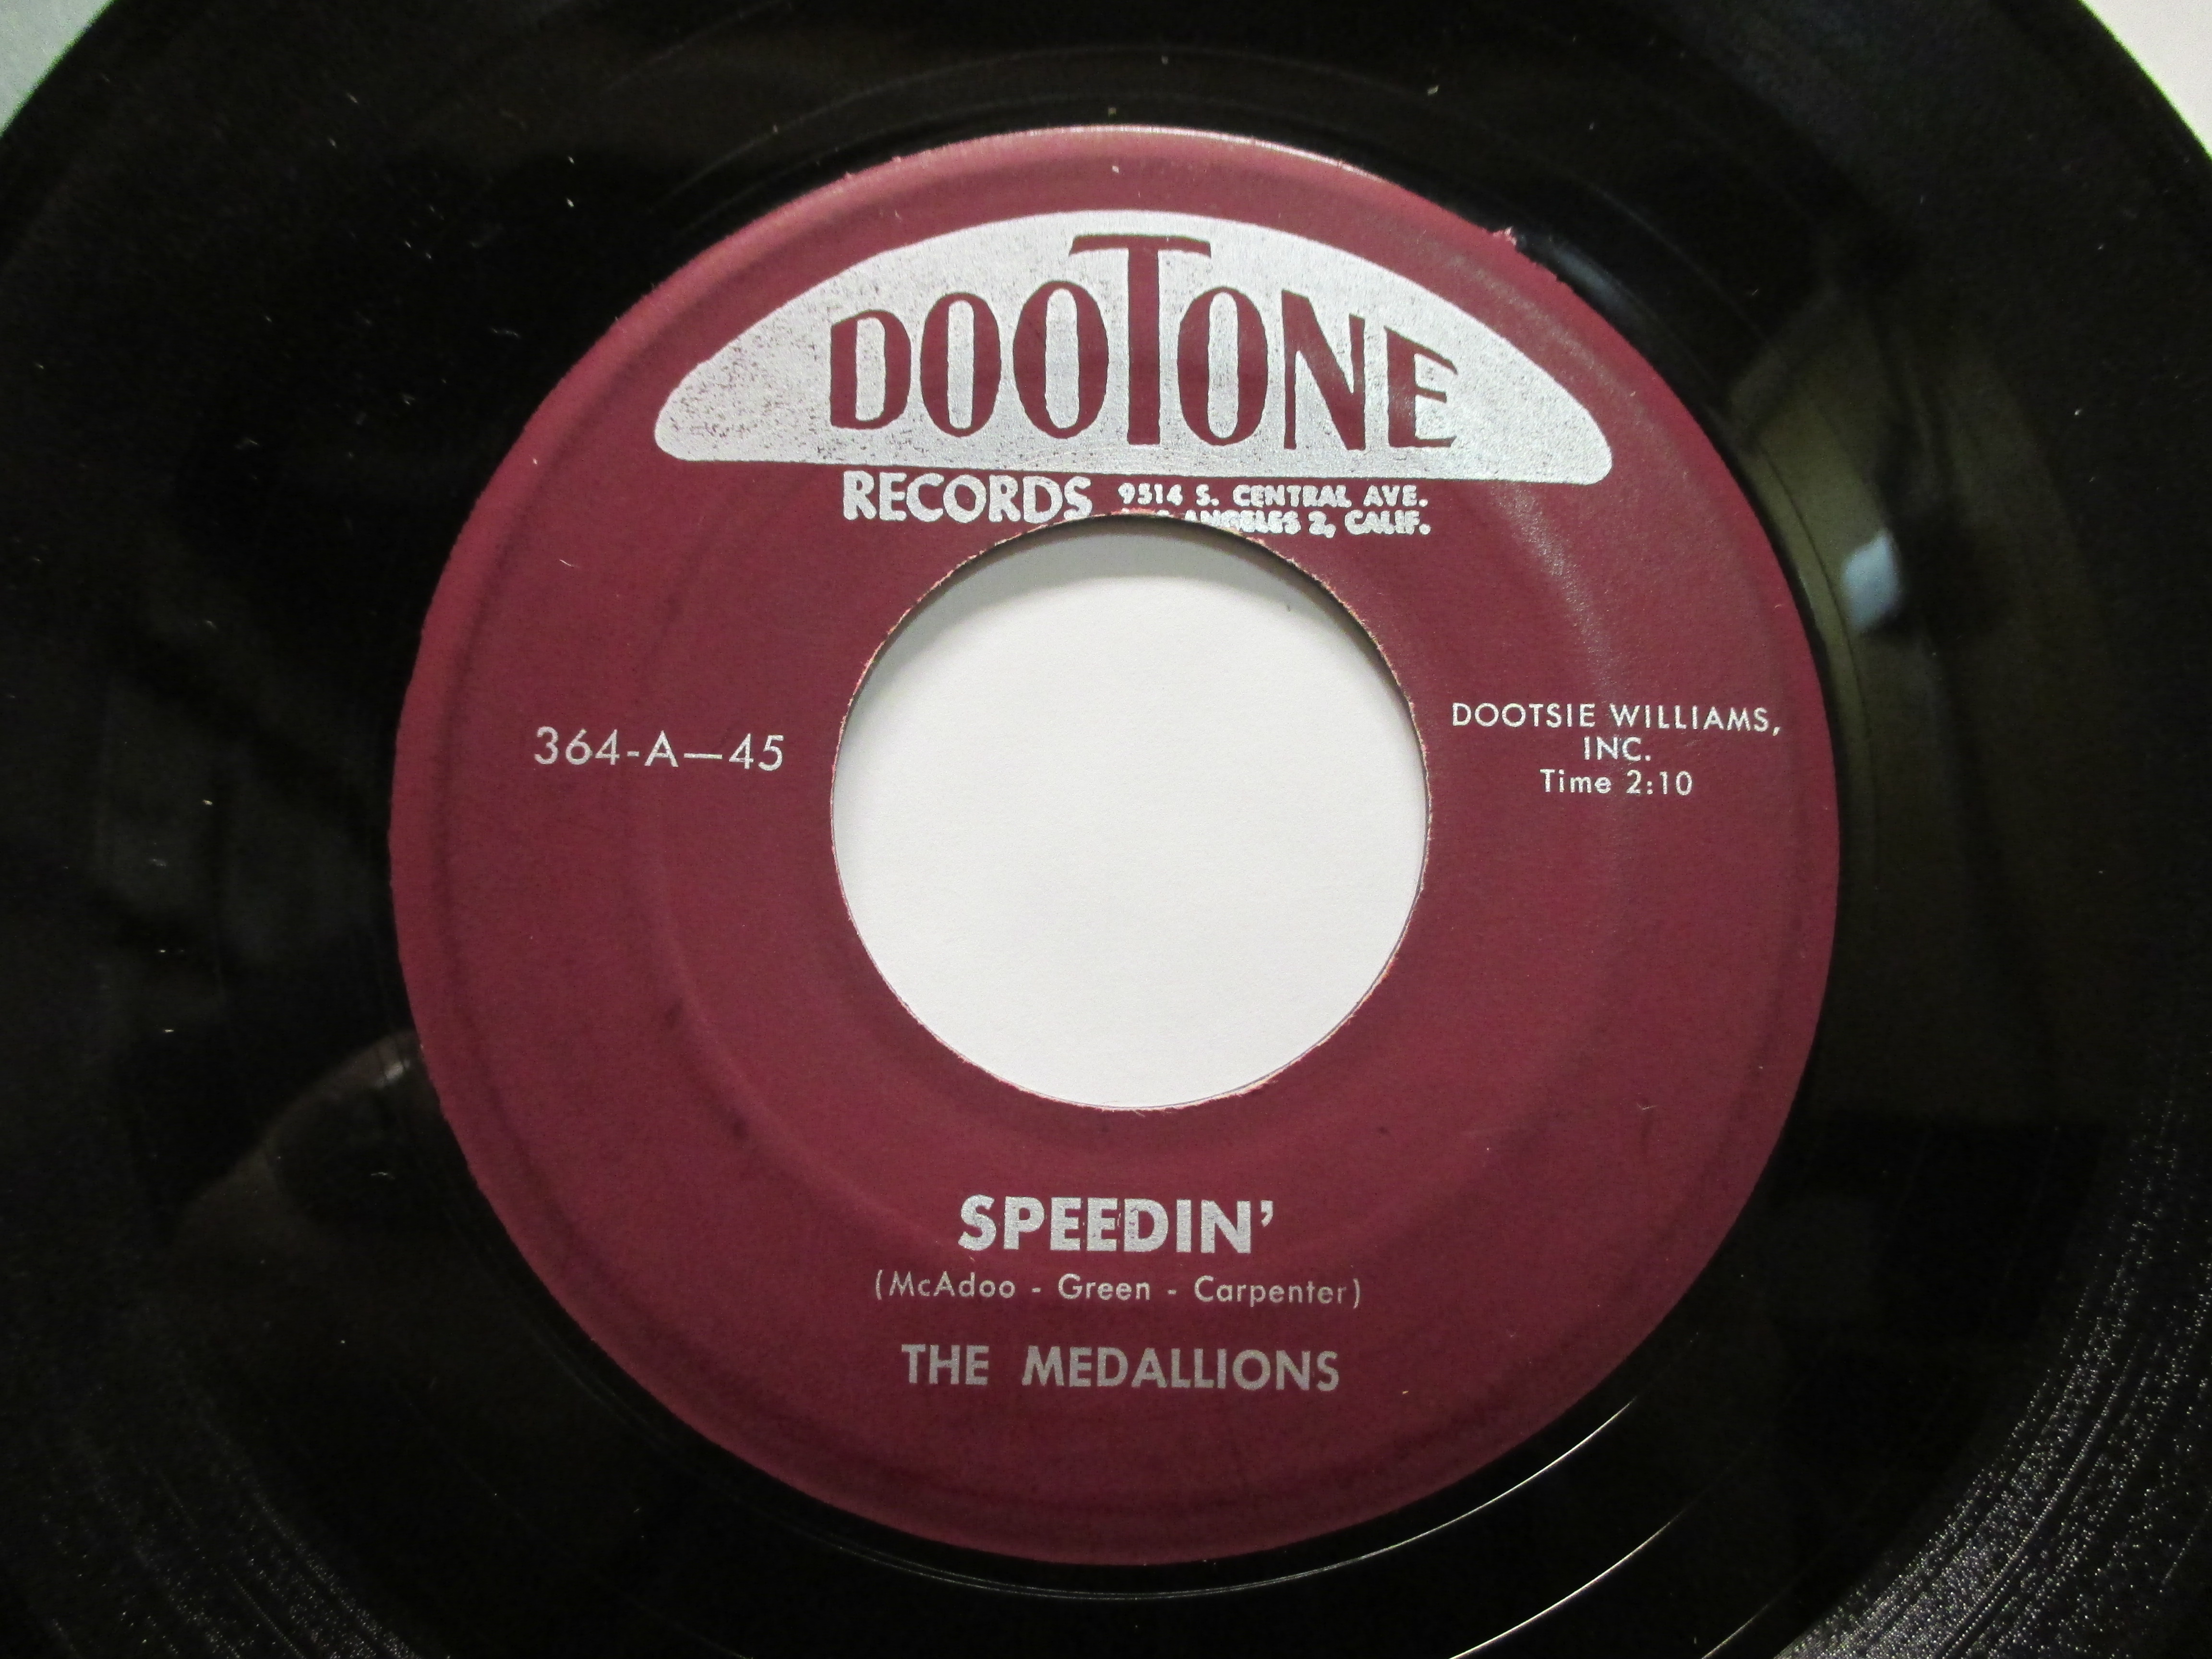 DOOTONE
RECORDS 9514 S. CENTRAL AVE.
ANGELES 2, CALIF.
364-A—45
DOOTSIE WILLIAMS,
INC.
Time 2:10
SPEEDIN'
(McAdoo - Green - Carpenter)
THE MEDALLIONS